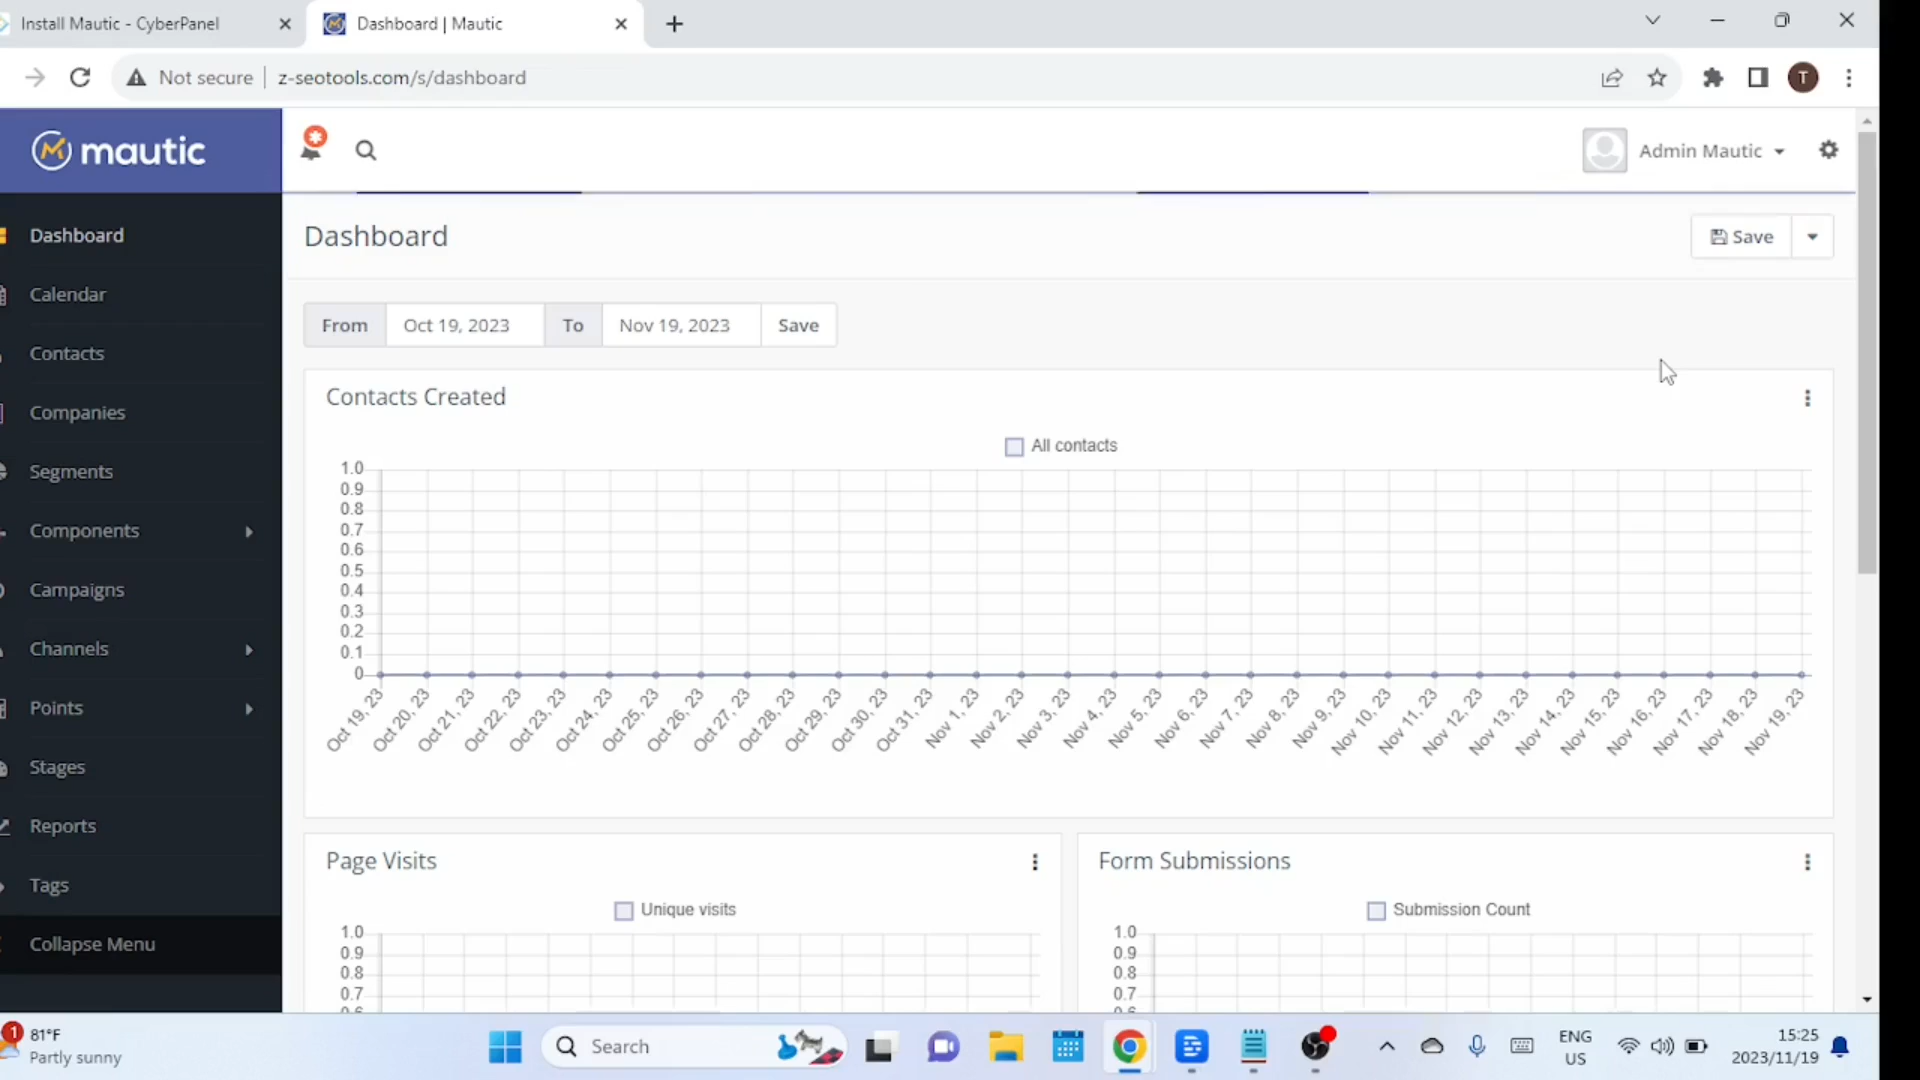 Install Mautic - CyberPanel
Dashboard | Mautic
Not secure
z-seotools.com/s/dashboard
T
mautic
Admin Mautic
Dashboard
Calendar
Contacts
Companies
Segments
Components
Campaigns
Channels
Points
Stages
Reports
Tags
Collapse Menu
Dashboard
Save
From Oct 19, 2023 To Nov 19, 2023 Save
Contacts Created
All contacts
1.0
0.9
0.8
0.7
0.6
0.5
0.4
0.3
0.2
0.1
0
Oct 19, 23 Oct 20, 23 Oct 21, 23 Oct 22, 23 Oct 23, 23 Oct 24, 23 Oct 25, 23 Oct 26, 23 Oct 27, 23 Oct 28, 23 Oct 29, 23 Oct 30, 23 Oct 31, 23 Nov 1, 23 Nov 2, 23 Nov 3, 23 Nov 4, 23 Nov 5, 23 Nov 6, 23 Nov 7, 23 Nov 8, 23 Nov 9, 23 Nov 10, 23 Nov 11, 23 Nov 12, 23 Nov 13, 23 Nov 14, 23 Nov 15, 23 Nov 16, 23 Nov 17, 23 Nov 18, 23 Nov 19, 23
Page Visits
Unique visits
1.0
0.9
0.8
0.7
0.6
Form Submissions
Submission Count
1.0
0.9
0.8
0.7
0.6
1
81°F
Partly sunny
Search
ENG
US
15:25
2023/11/19